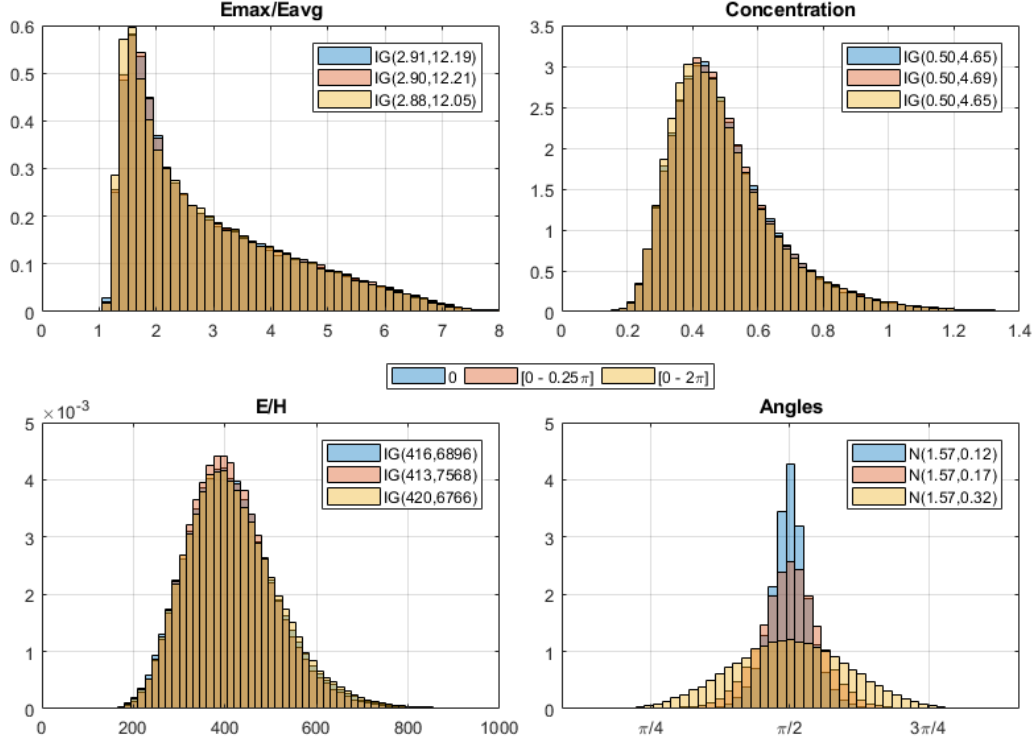 Emax/Eavg
0.6
0.5
0.4
0.3
0.2
0.1
0
0 1 2 3 4 5 6 7 8
IG(2.91,12.19)
IG(2.90,12.21)
IG(2.88,12.05)
Concentration
3.5
3
2.5
2
1.5
1
0.5
0
0 0.2 0.4 0.6 0.8 1 1.2 1.4
IG(0.50,4.65)
IG(0.50,4.69)
IG(0.50,4.65)
0 [0 - 0.25π] [0 - 2π]
E/H
×10⁻³
5
4
3
2
1
0
0 200 400 600 800 1000
IG(416,6896)
IG(413,7568)
IG(420,6766)
Angles
5
4
3
2
1
0
π/4 π/2 3π/4
N(1.57,0.12)
N(1.57,0.17)
N(1.57,0.32)